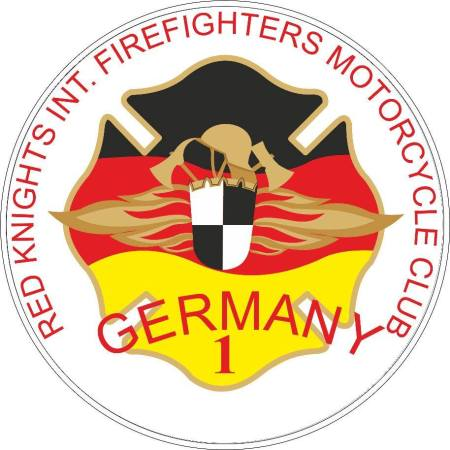 RED KNIGHTS INT. FIREFIGHTERS MOTORCYCLE CLUB
GERMANY
1